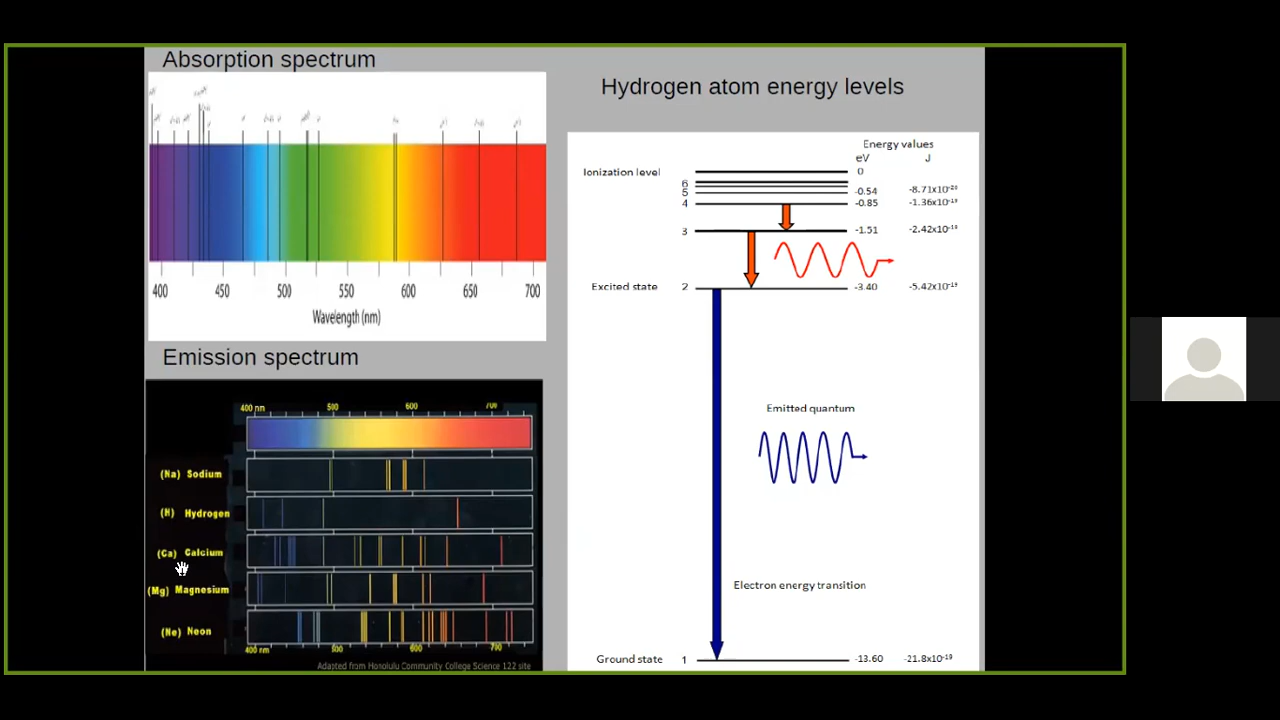 Absorption spectrum
400 450 500 550 600 650 700
Wavelength (nm)
Emission spectrum
400 nm 500 600 700
(Na) Sodium
(H) Hydrogen
(Ca) Calcium
(Mg) Magnesium
(Ne) Neon
400 nm 500 600 700
Adapted from Honolulu Community College Science 122 site
Hydrogen atom energy levels
Energy values
eV J
Ionization level 0
6
5 -0.54 -8.71x10⁻²⁰
4 -0.85 -1.36x10⁻¹⁹
3 -1.51 -2.42x10⁻¹⁹
Excited state 2 -3.40 -5.42x10⁻¹⁹
Emitted quantum
Electron energy transition
Ground state 1 -13.60 -21.8x10⁻¹⁹